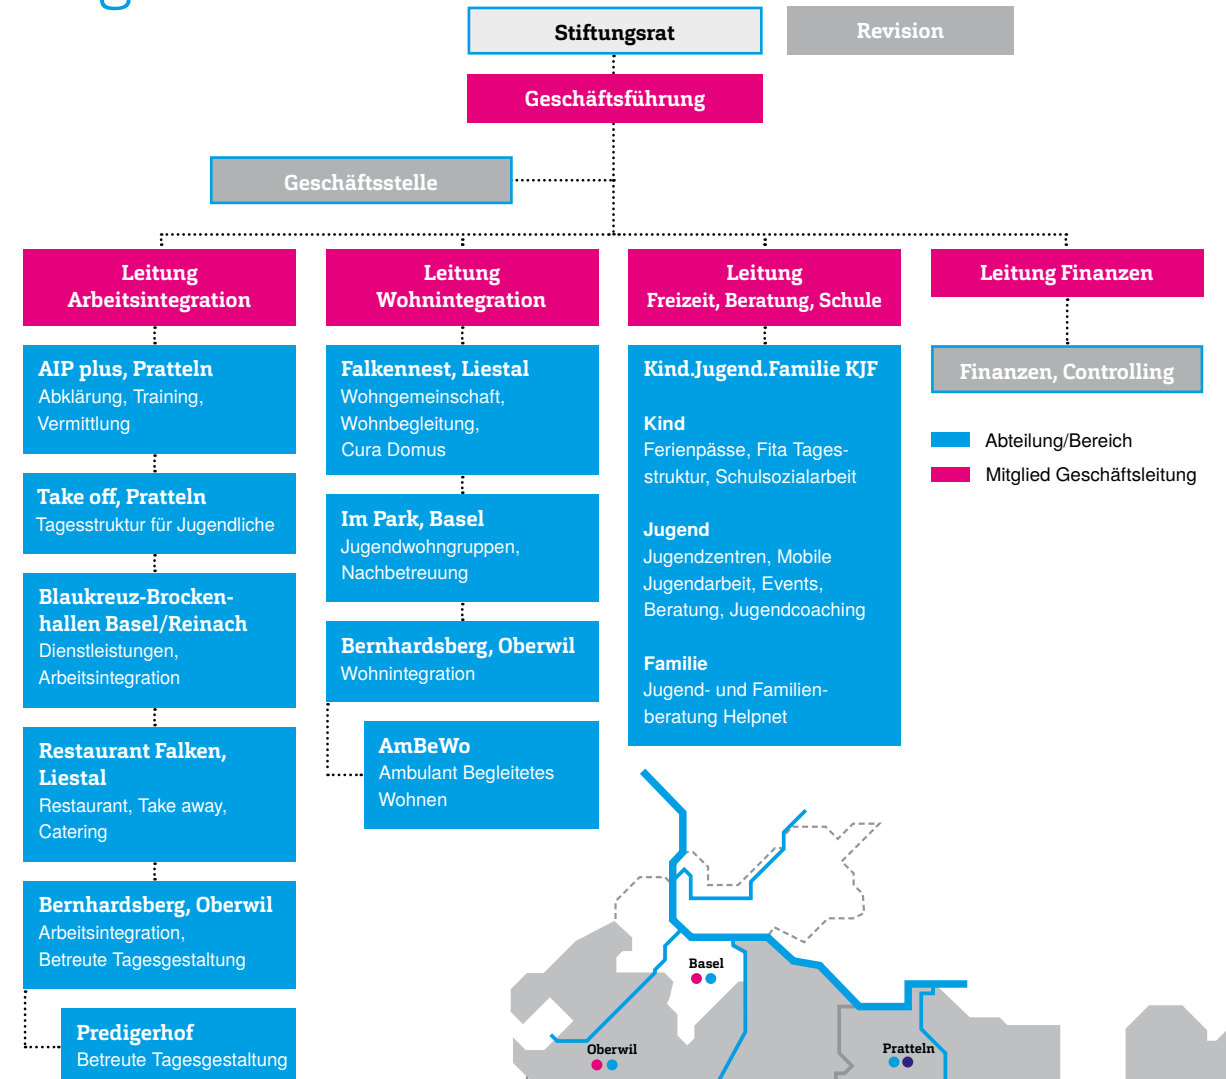 Stiftungsrat
Revision
Geschäftsführung
Geschäftsstelle
Leitung
Arbeitsintegration
AIP plus, Pratteln
Abklärung, Training,
Vermittlung
Take off, Pratteln
Tagesstruktur für Jugendliche
Blaukreuz-Brocken-
hallen Basel/Reinach
Dienstleistungen,
Arbeitsintegration
Restaurant Falken,
Liestal
Restaurant, Take away,
Catering
Bernhardsberg, Oberwil
Arbeitsintegration,
Betreute Tagesgestaltung
Predigerhof
Betreute Tagesgestaltung
Leitung
Wohnintegration
Falkennest, Liestal
Wohngemeinschaft,
Wohnbegleitung,
Cura Domus
Im Park, Basel
Jugendwohngruppen,
Nachbetreuung
Bernhardsberg, Oberwil
Wohnintegration
AmBeWo
Ambulant Begleitetes
Wohnen
Leitung
Freizeit, Beratung, Schule
Kind.Jugend.Familie KJF
Kind
Ferienpässe, Fita Tages-
struktur, Schulsozialarbeit
Jugend
Jugendzentren, Mobile
Jugendarbeit, Events,
Beratung, Jugendcoaching
Familie
Jugend- und Familien-
beratung Helpnet
Leitung Finanzen
Finanzen, Controlling
Abteilung/Bereich
Mitglied Geschäftsleitung
Basel
Oberwil
Pratteln